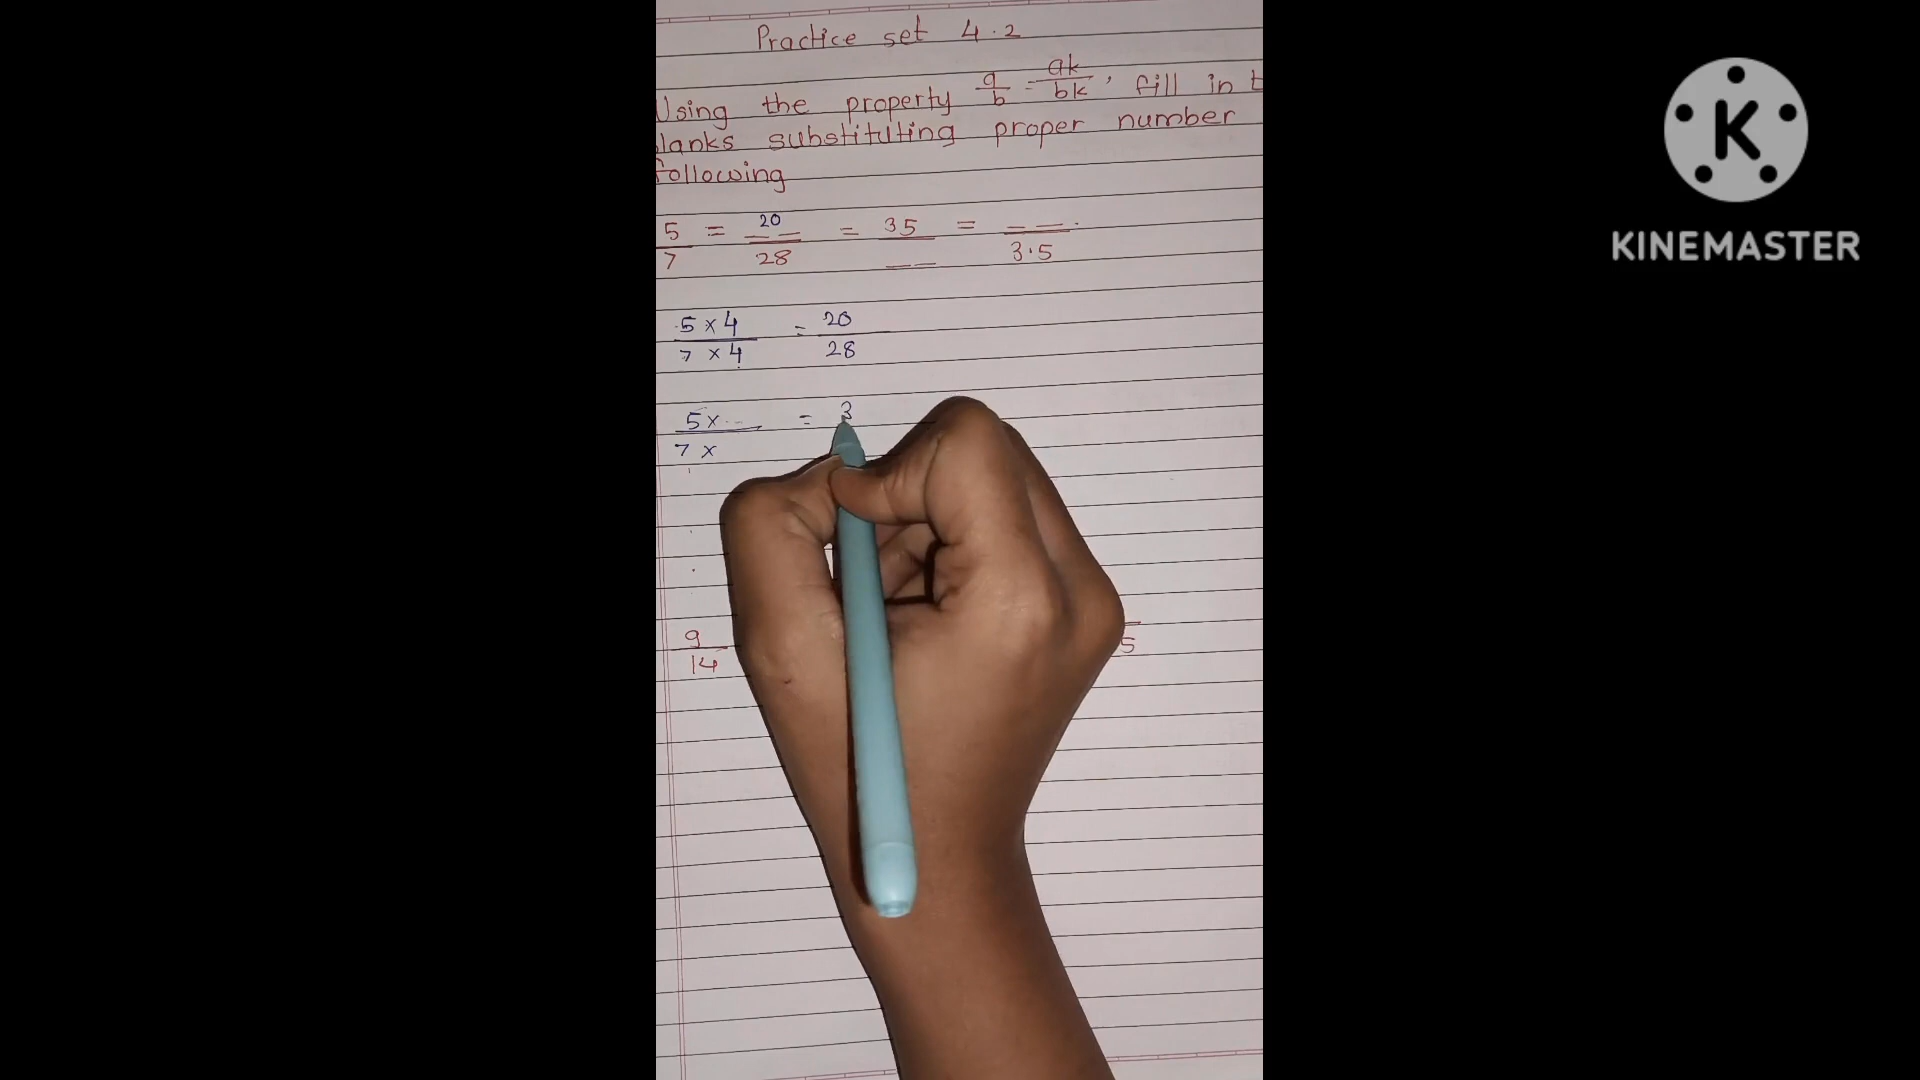 Practice set 4.2
Using the property a/b = ak/bk, fill in t
lanks substituting proper number
following
5/7 = 20/28 = 35/__ = __/3.5
5 x 4 / 7 x 4 = 20/28
5 x / 7 x = 3
9/14
5
K
KINEMASTER